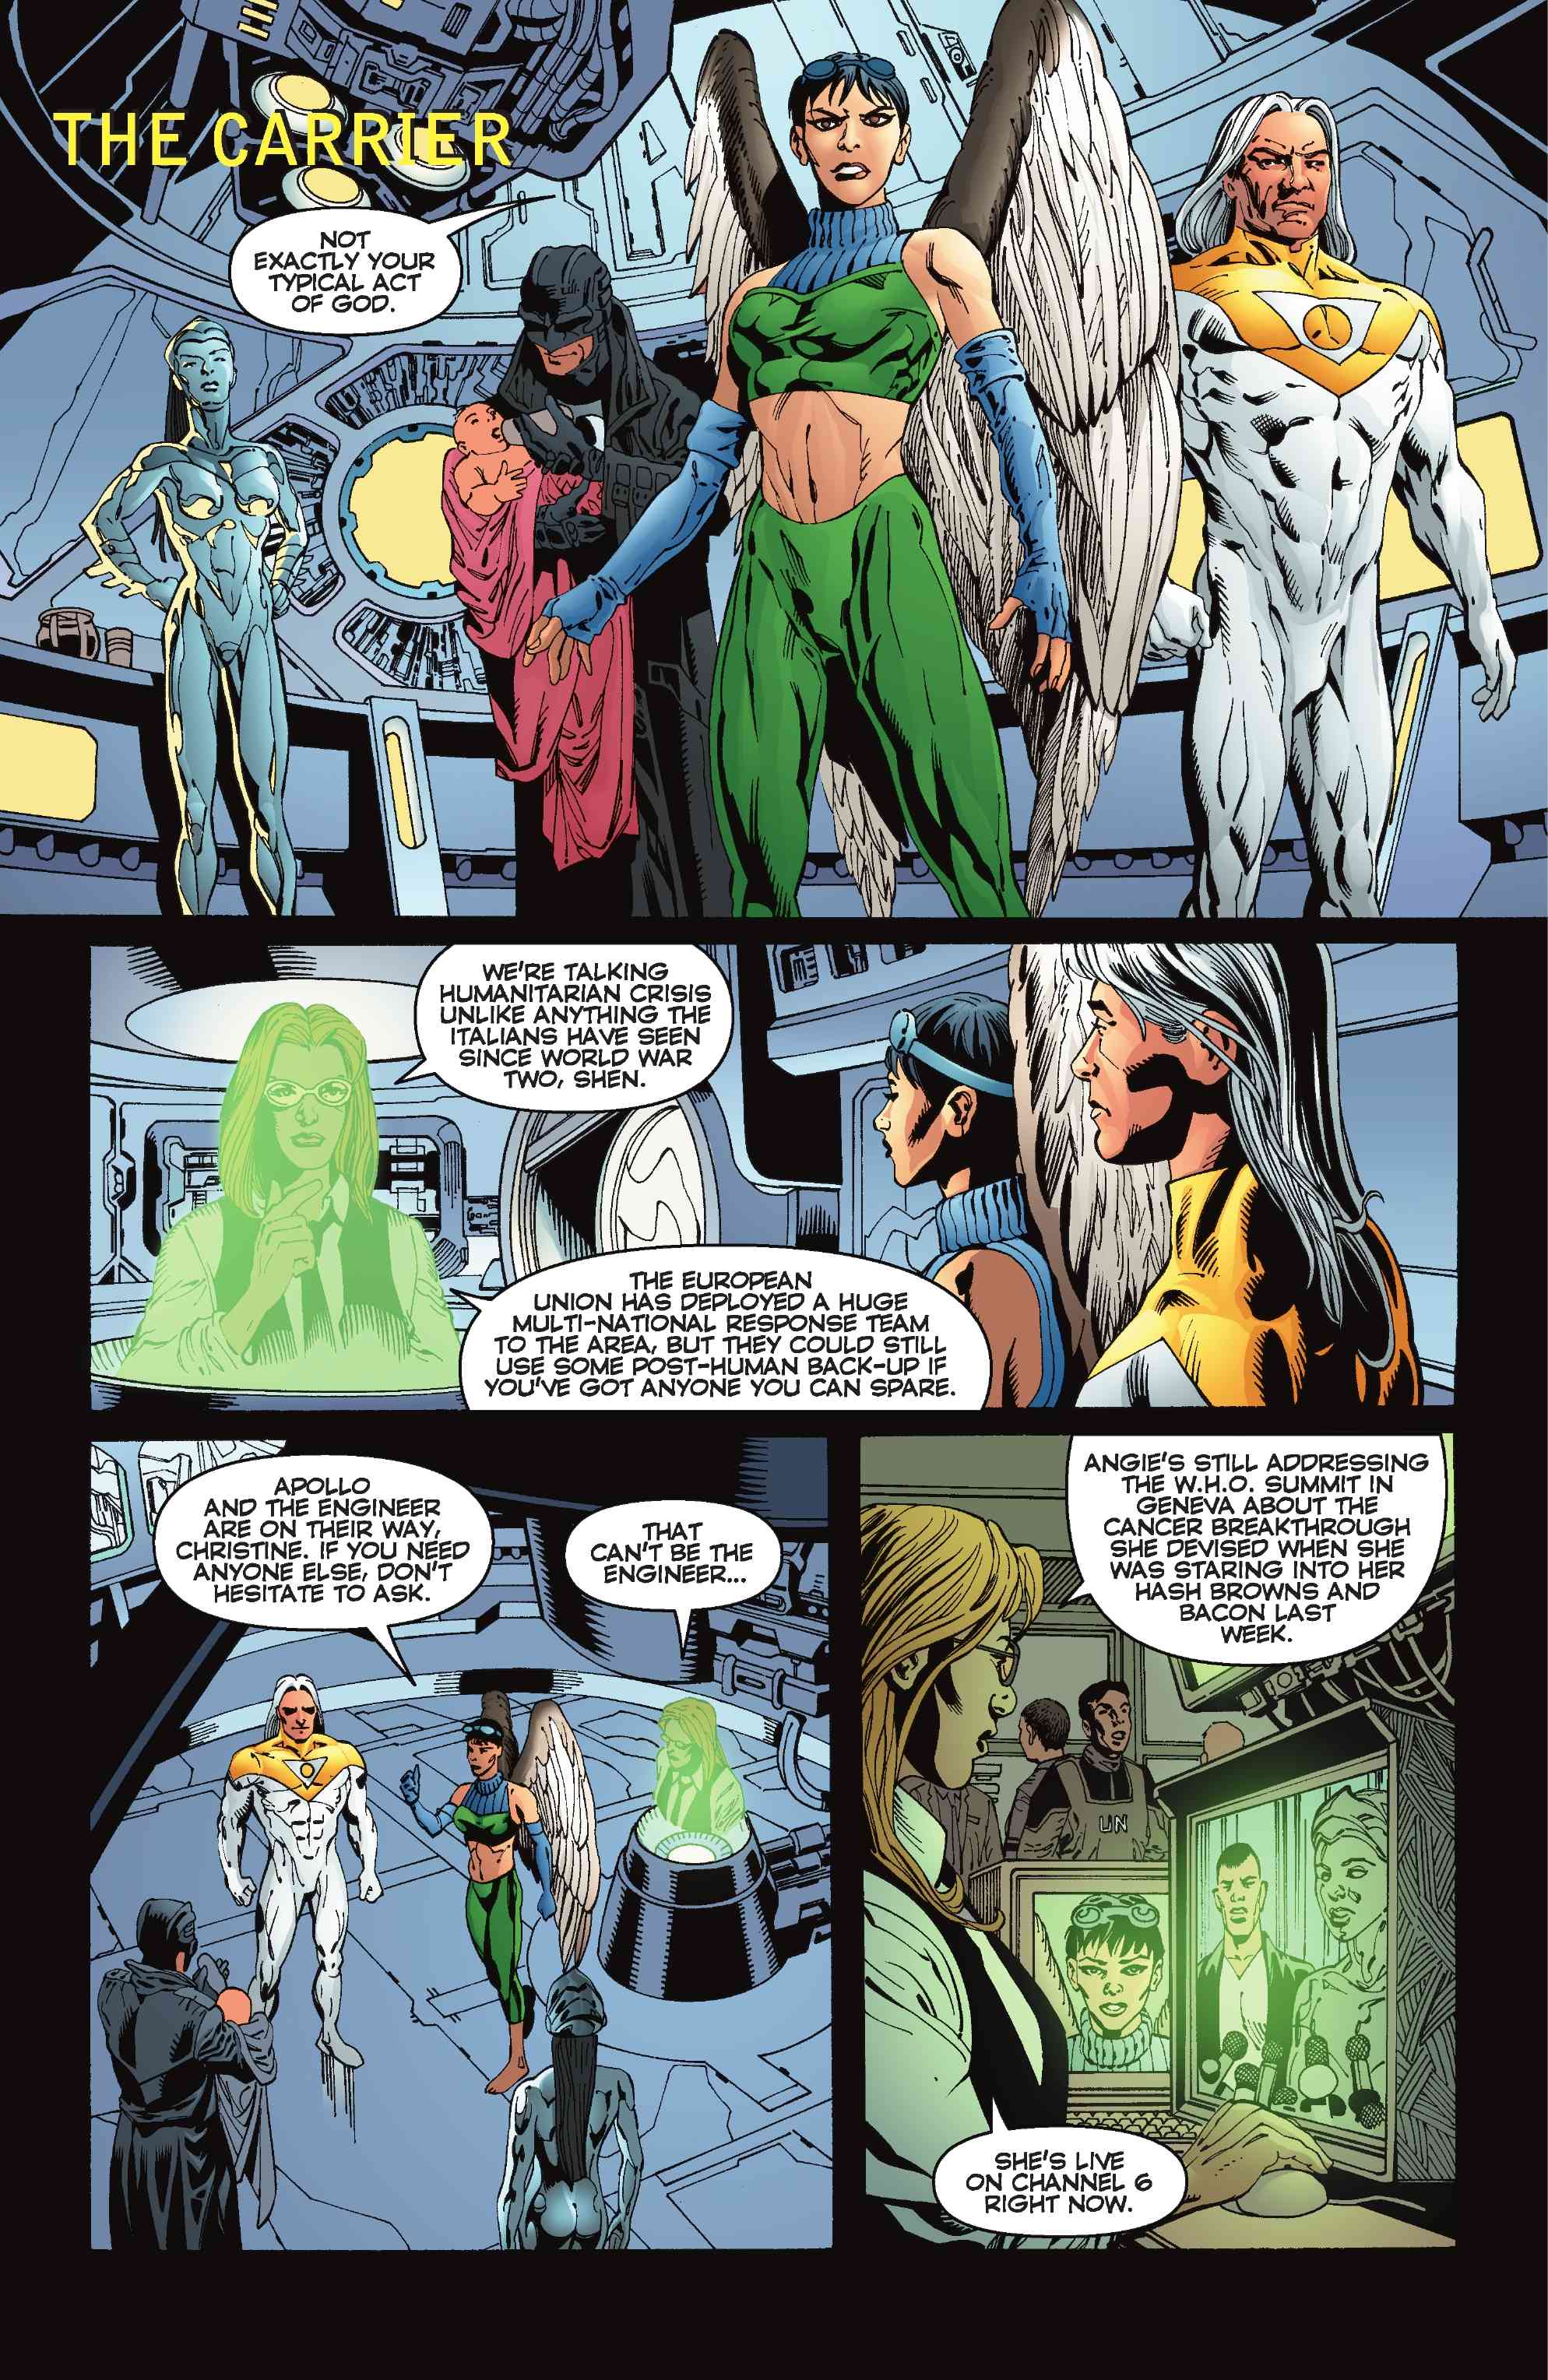 THE CARRIER
NOT
EXACTLY YOUR
TYPICAL ACT
OF GOD.
WE'RE TALKING
HUMANITARIAN CRISIS
UNLIKE ANYTHING THE
ITALIANS HAVE SEEN
SINCE WORLD WAR
TWO, SHEN.
THE EUROPEAN
UNION HAS DEPLOYED A HUGE
MULTI-NATIONAL RESPONSE TEAM
TO THE AREA, BUT THEY COULD STILL
USE SOME POST-HUMAN BACK-UP IF
YOU'VE GOT ANYONE YOU CAN SPARE.
APOLLO
AND THE ENGINEER
ARE ON THEIR WAY,
CHRISTINE. IF YOU NEED
ANYONE ELSE, DON'T
HESITATE TO ASK.
THAT
CAN'T BE THE
ENGINEER...
ANGIE'S STILL ADDRESSING
THE W.H.O. SUMMIT IN
GENEVA ABOUT THE
CANCER BREAKTHROUGH
SHE DEVISED WHEN SHE
WAS STARING INTO HER
HASH BROWNS AND
BACON LAST
WEEK.
UN
SHE'S LIVE
ON CHANNEL 6
RIGHT NOW.